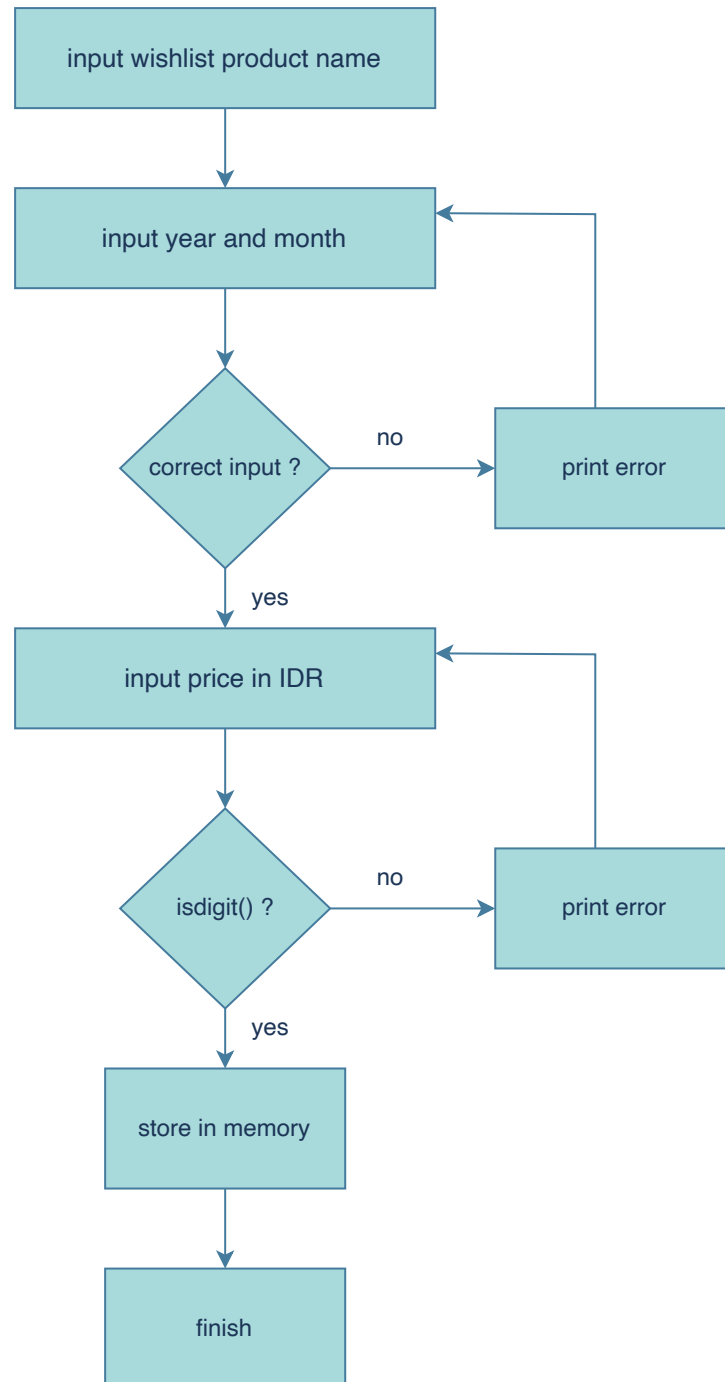 input wishlist product name
input year and month
correct input ?
no
print error
yes
input price in IDR
isdigit() ?
no
print error
yes
store in memory
finish